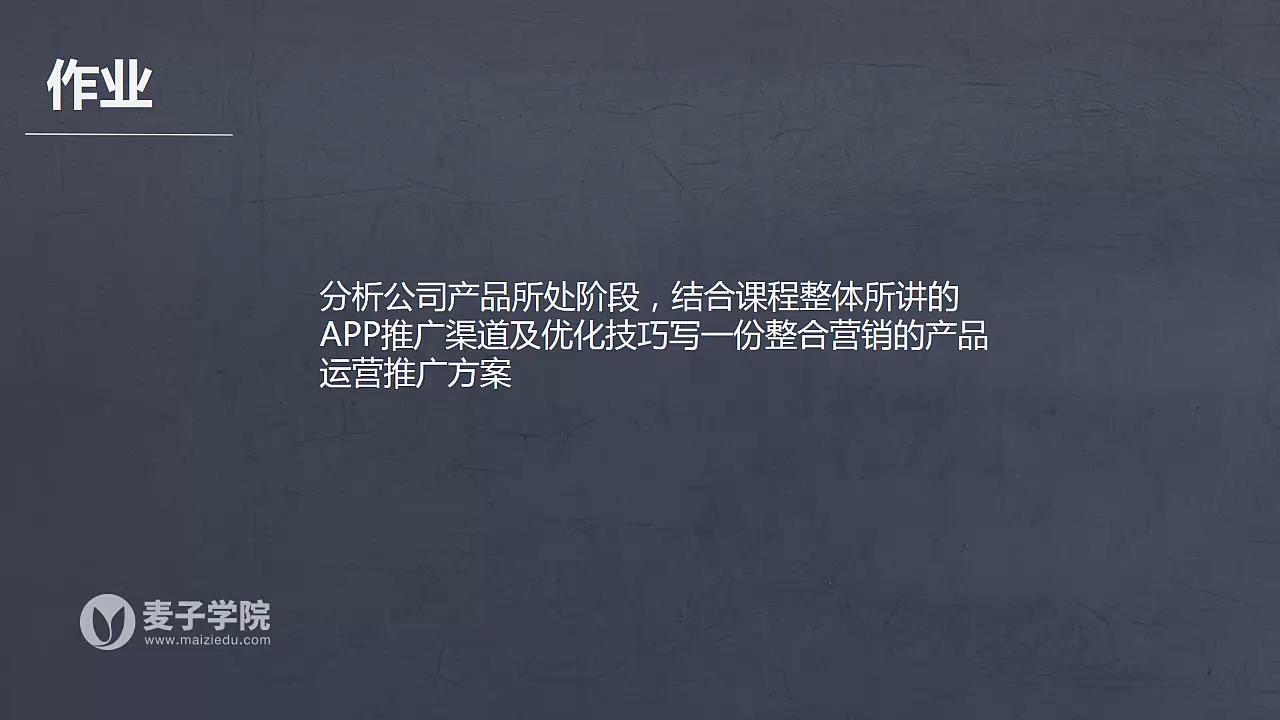 作业
分析公司产品所处阶段，结合课程整体所讲的
APP推广渠道及优化技巧写一份整合营销的产品
运营推广方案
麦子学院
www.maiziedu.com